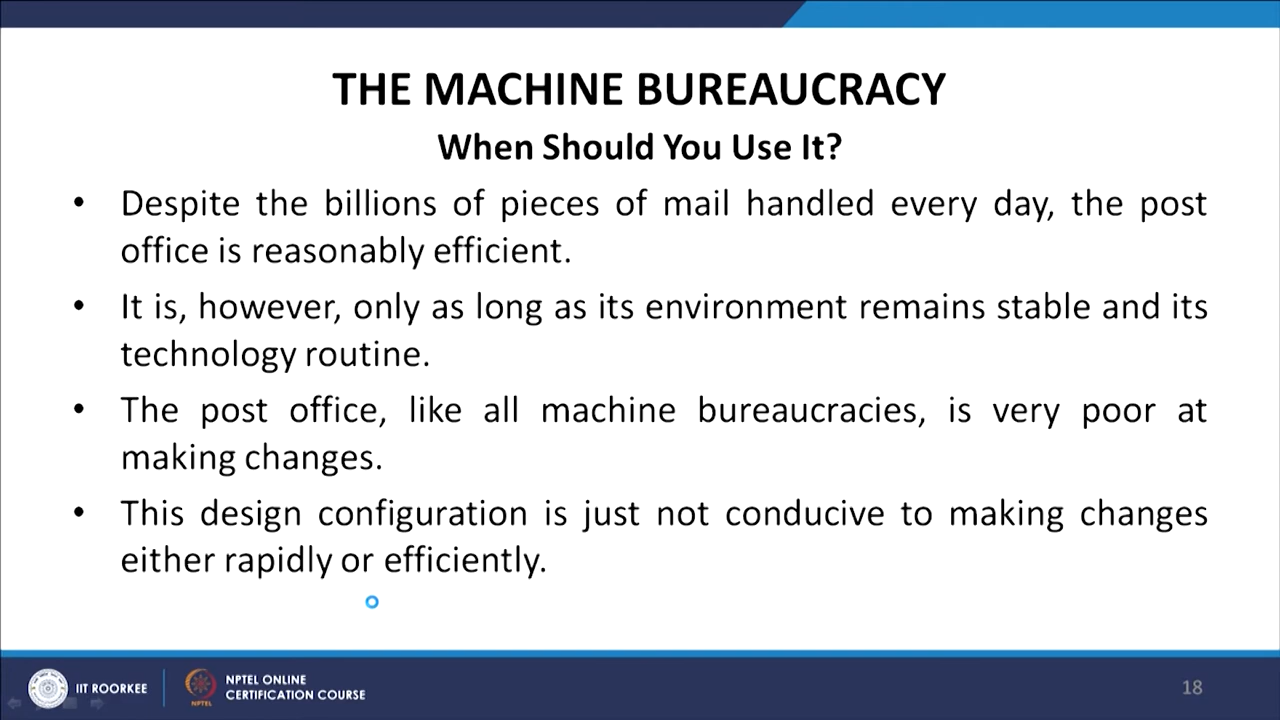 THE MACHINE BUREAUCRACY
When Should You Use It?
• Despite the billions of pieces of mail handled every day, the post
office is reasonably efficient.
• It is, however, only as long as its environment remains stable and its
technology routine.
• The post office, like all machine bureaucracies, is very poor at
making changes.
• This design configuration is just not conducive to making changes
either rapidly or efficiently.
IIT ROORKEE
NPTEL
NPTEL ONLINE
CERTIFICATION COURSE
18